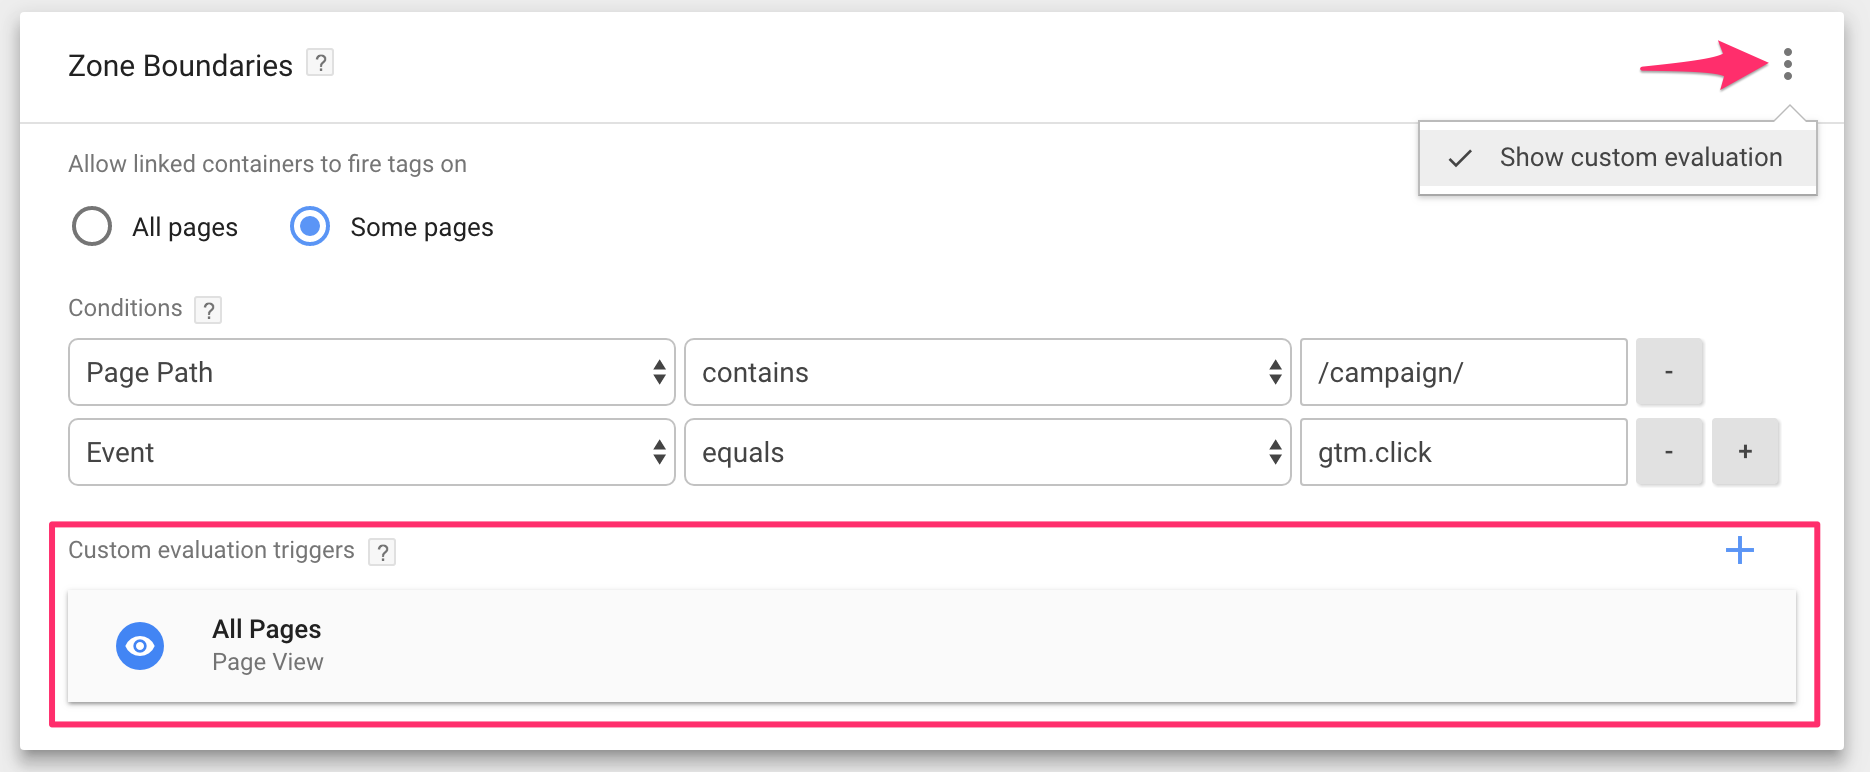 Zone Boundaries ?
Show custom evaluation
Allow linked containers to fire tags on
All pages Some pages
Conditions ?
Page Path contains /campaign/ -
Event equals gtm.click - +
Custom evaluation triggers ? +
All Pages
Page View